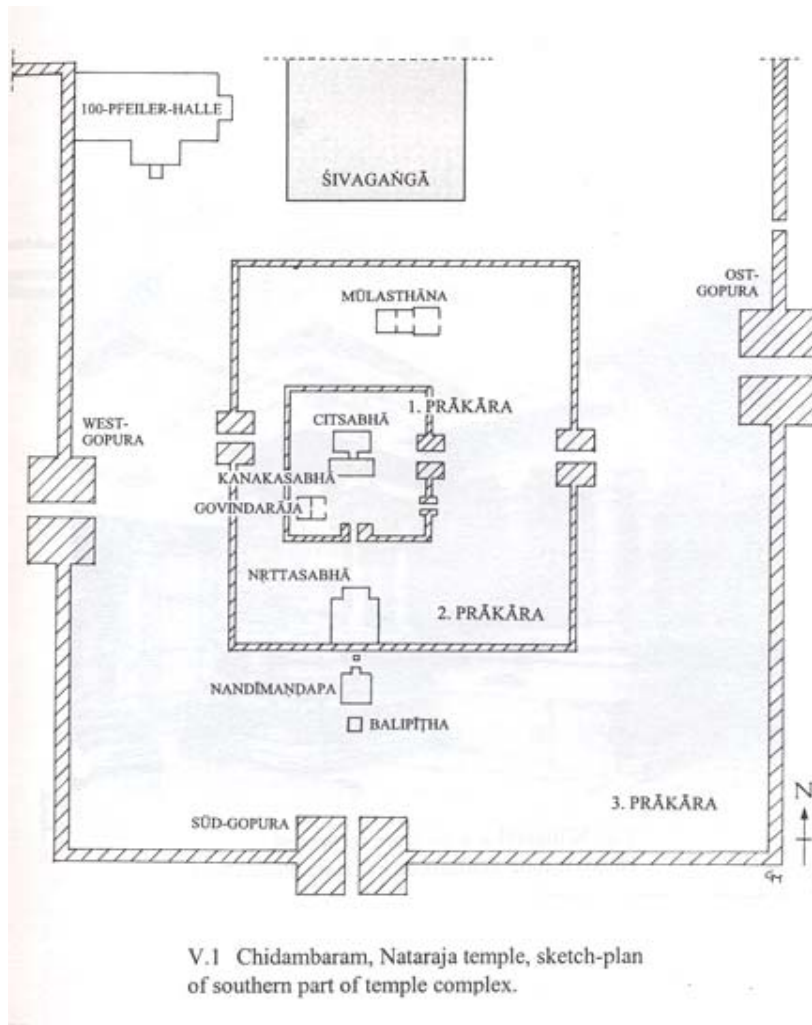 100-PFEILER-HALLE
ŚIVAGAṄGĀ
OST-
GOPURA
MŪLASTHĀNA
1. PRĀKĀRA
CITSABHĀ
WEST-
GOPURA
KANAKASABHĀ
GOVINDARĀJA
NṚTTASABHĀ
2. PRĀKĀRA
NANDĪMAṆḌAPA
BALIPĪṬHA
N
3. PRĀKĀRA
SÜD-GOPURA
V.1 Chidambaram, Nataraja temple, sketch-plan
of southern part of temple complex.